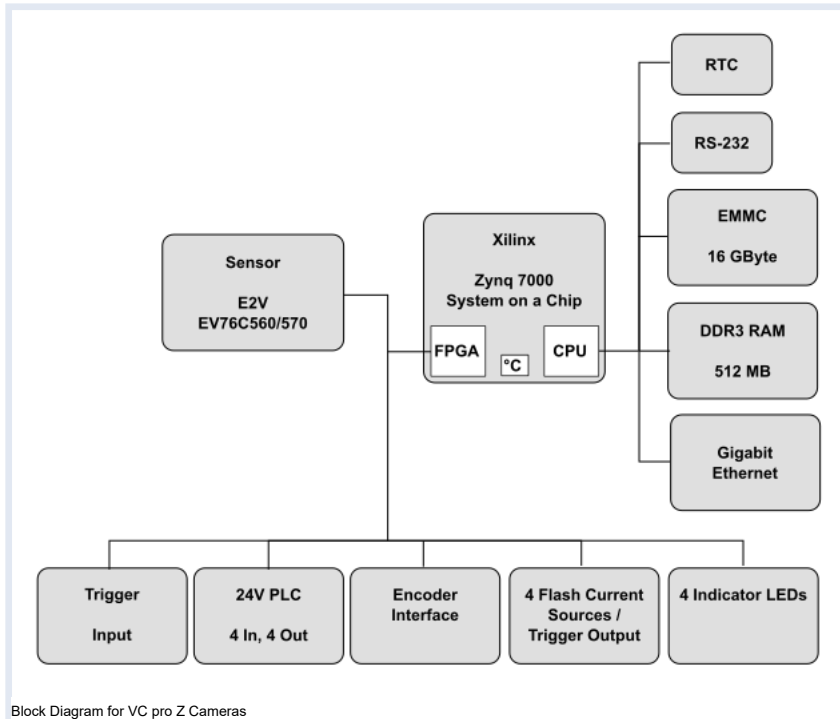 RTC
RS-232
EMMC
16 GByte
Xilinx
Zynq 7000
System on a Chip
Sensor
E2V
EV76C560/570
FPGA
°C
CPU
DDR3 RAM
512 MB
Gigabit
Ethernet
Trigger
Input
24V PLC
4 In, 4 Out
Encoder
Interface
4 Flash Current
Sources /
Trigger Output
4 Indicator LEDs
Block Diagram for VC pro Z Cameras